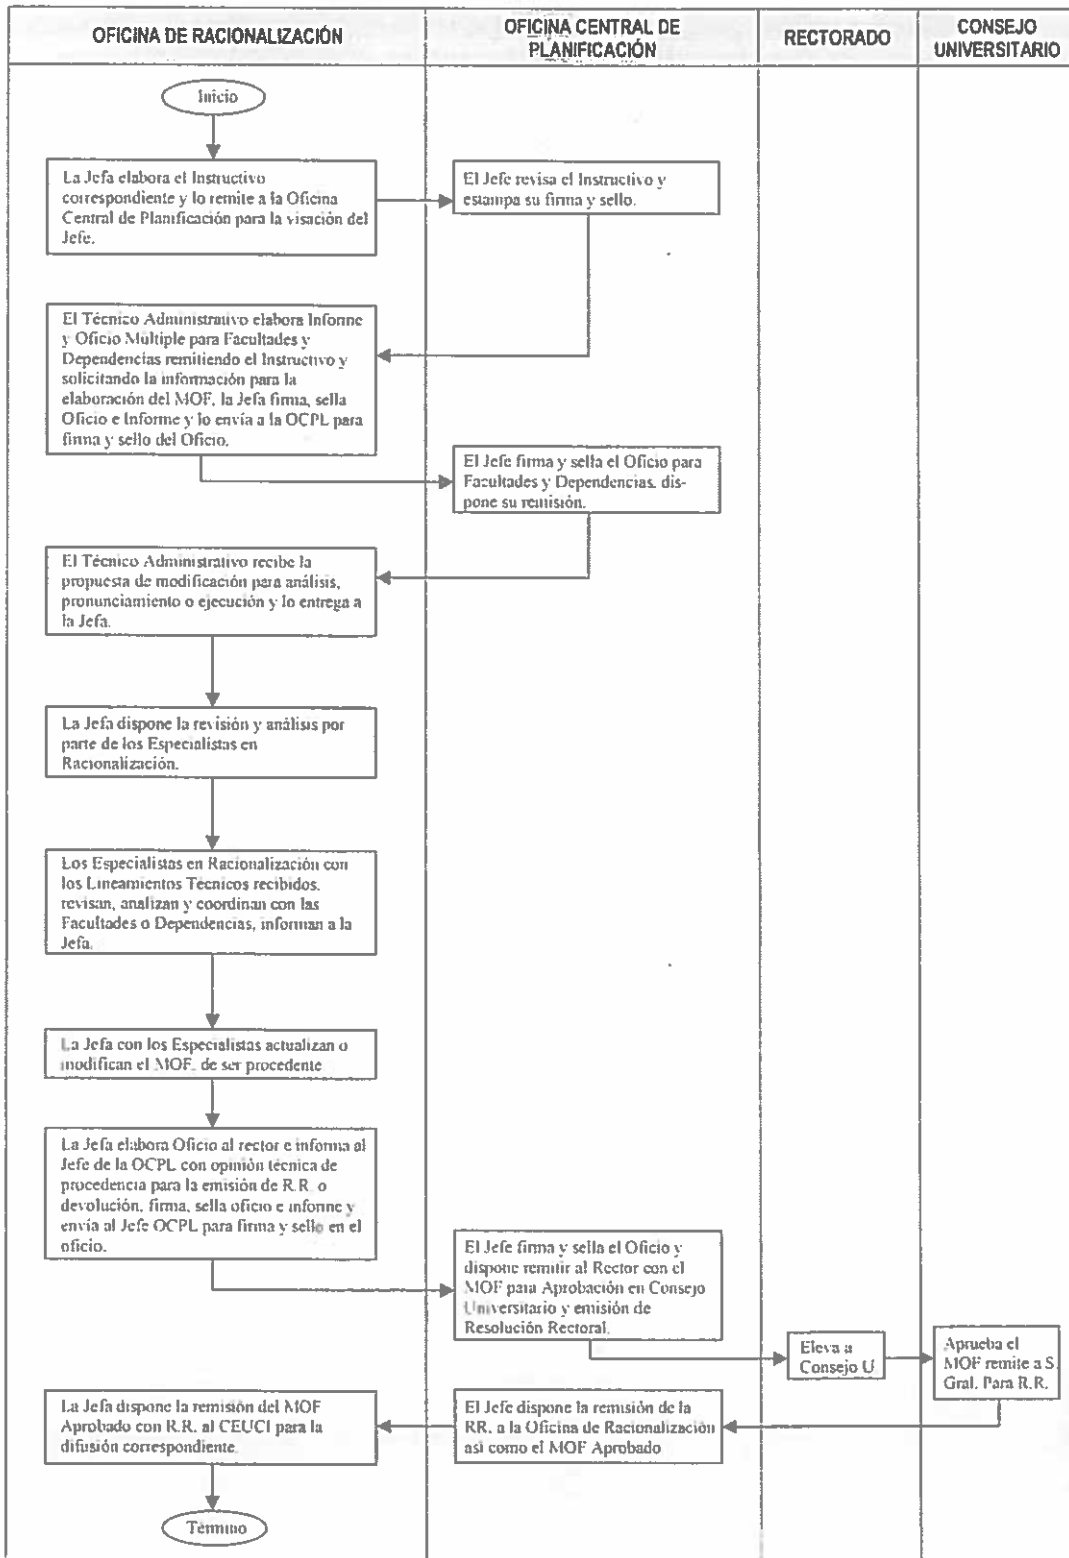 OFICINA DE RACIONALIZACIÓN
OFICINA CENTRAL DE
PLANIFICACIÓN
RECTORADO
CONSEJO
UNIVERSITARIO
Inicio
La Jefa elabora el Instructivo
correspondiente y lo remite a la Oficina
Central de Planificación para la visación del
Jefe.
El Jefe revisa el Instructivo y
estampa su firma y sello.
El Técnico Administrativo elabora Informe
y Oficio Múltiple para Facultades y
Dependencias remitiendo el Instructivo y
solicitando la información para la
elaboración del MOF, la Jefa firma, sella
Oficio e Informe y lo envía a la OCPL para
firma y sello del Oficio.
El Jefe firma y sella el Oficio para
Facultades y Dependencias, dis-
pone su remisión.
El Técnico Administrativo recibe la
propuesta de modificación para análisis,
pronunciamiento o ejecución y lo entrega a
la Jefa.
La Jefa dispone la revisión y análisis por
parte de los Especialistas en
Racionalización.
Los Especialistas en Racionalización con
los Lineamientos Técnicos recibidos,
revisan, analizan y coordinan con las
Facultades o Dependencias, informan a la
Jefa.
La Jefa con los Especialistas actualizan o
modifican el MOF, de ser procedente
La Jefa elabora Oficio al rector e informa al
Jefe de la OCPL con opinión técnica de
procedencia para la emisión de R.R. o
devolución, firma, sella oficio e informe y
envía al Jefe OCPL para firma y sello en el
oficio.
El Jefe firma y sella el Oficio y
dispone remitir al Rector con el
MOF para Aprobación en Consejo
Universitario y emisión de
Resolución Rectoral.
Eleva a
Consejo U.
Aprueba el
MOF remite a S.
Gral. Para R.R.
El Jefe dispone la remisión de la
RR. a la Oficina de Racionalización
así como el MOF Aprobado
La Jefa dispone la remisión del MOF
Aprobado con R.R. al CEUCI para la
difusión correspondiente.
Término